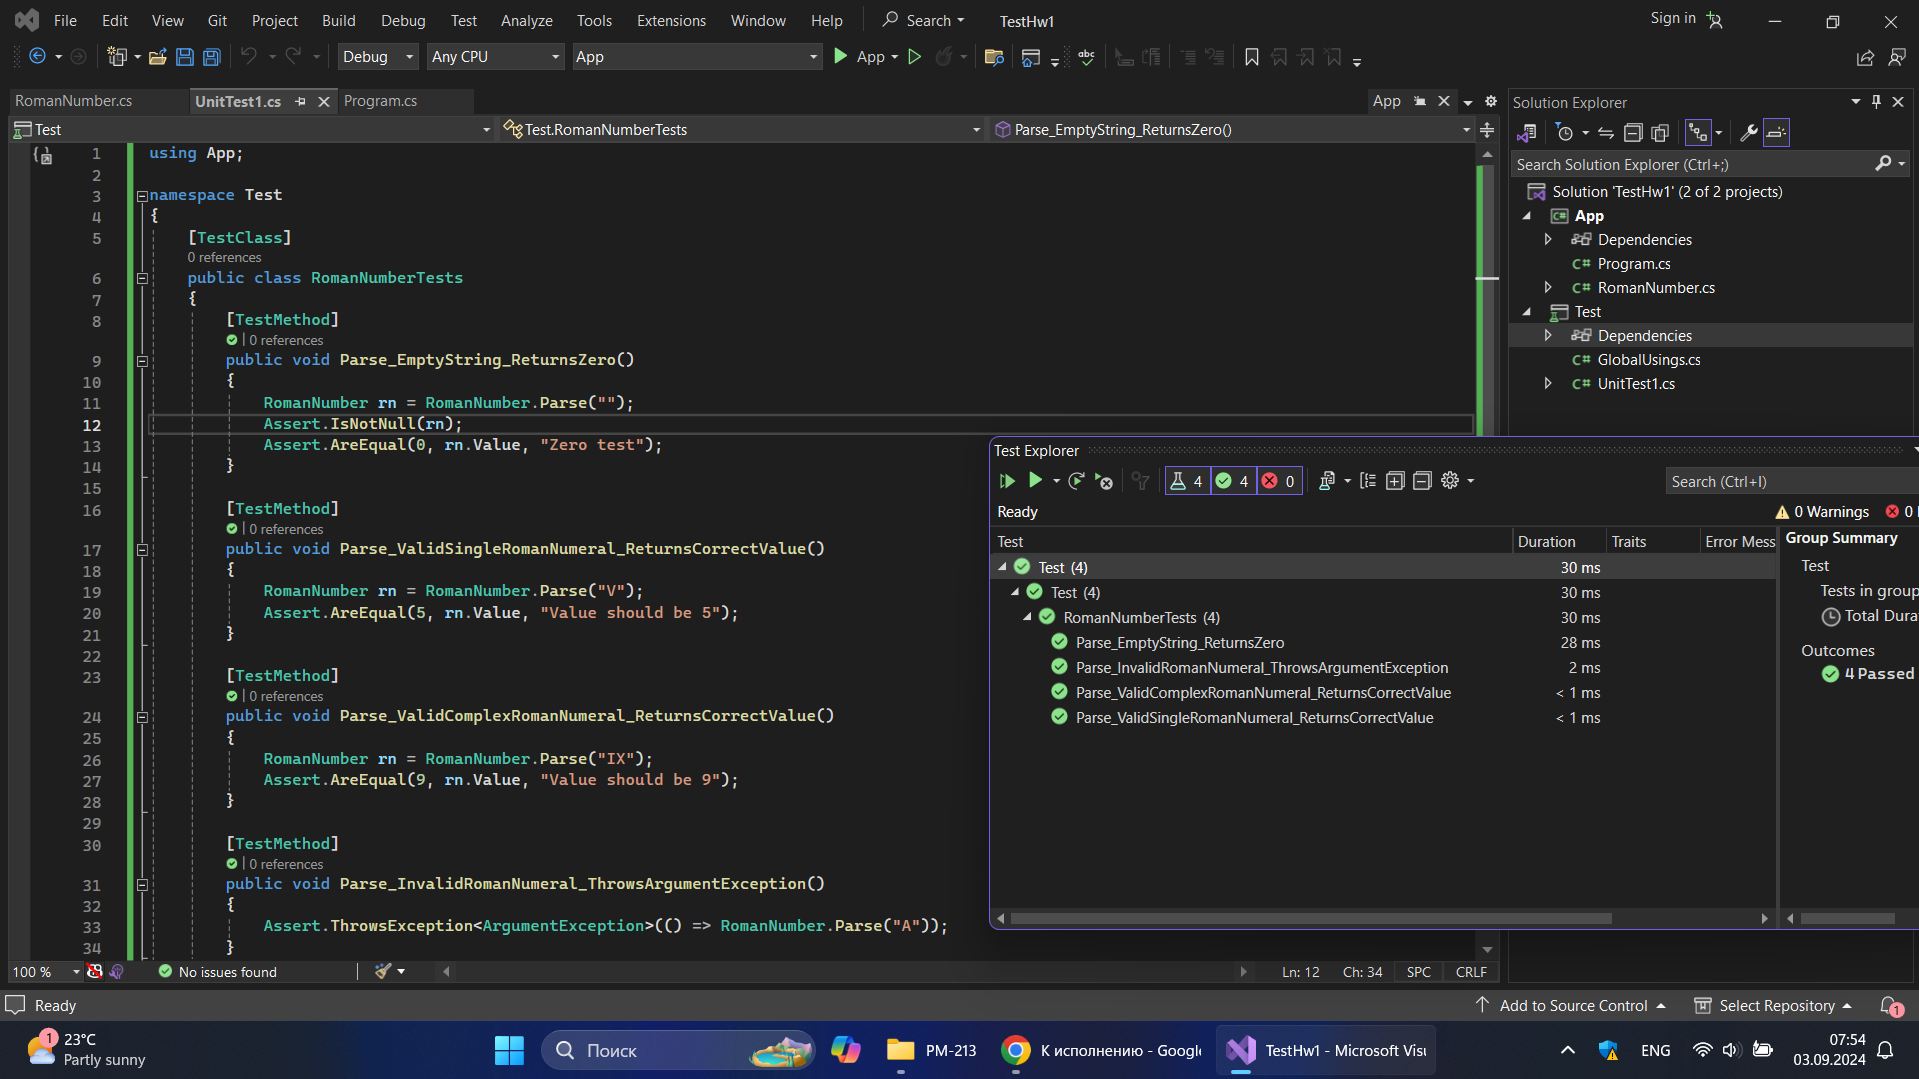 File Edit View Git Project Build Debug Test Analyze Tools Extensions Window Help Search TestHw1 Sign in
Debug Any CPU App App
RomanNumber.cs UnitTest1.cs Program.cs App
Test Test.RomanNumberTests Parse_EmptyString_ReturnsZero()
1 using App;
2
3 namespace Test
4 {
5 [TestClass]
0 references
6 public class RomanNumberTests
7 {
8 [TestMethod]
0 references
9 public void Parse_EmptyString_ReturnsZero()
10 {
11 RomanNumber rn = RomanNumber.Parse("");
12 Assert.IsNotNull(rn);
13 Assert.AreEqual(0, rn.Value, "Zero test");
14 }
15
16 [TestMethod]
0 references
17 public void Parse_ValidSingleRomanNumeral_ReturnsCorrectValue()
18 {
19 RomanNumber rn = RomanNumber.Parse("V");
20 Assert.AreEqual(5, rn.Value, "Value should be 5");
21 }
22
23 [TestMethod]
0 references
24 public void Parse_ValidComplexRomanNumeral_ReturnsCorrectValue()
25 {
26 RomanNumber rn = RomanNumber.Parse("IX");
27 Assert.AreEqual(9, rn.Value, "Value should be 9");
28 }
29
30 [TestMethod]
0 references
31 public void Parse_InvalidRomanNumeral_ThrowsArgumentException()
32 {
33 Assert.ThrowsException<ArgumentException>(() => RomanNumber.Parse("A"));
34 }
100 % No issues found Ln: 12 Ch: 34 SPC CRLF
Solution Explorer
Search Solution Explorer (Ctrl+;)
Solution 'TestHw1' (2 of 2 projects)
App
Dependencies
C# Program.cs
C# RomanNumber.cs
Test
Dependencies
C# GlobalUsings.cs
C# UnitTest1.cs
Test Explorer
4 4 0 Search (Ctrl+I)
Ready 0 Warnings 0
Test Duration Traits Error Mess
Test (4) 30 ms
Test (4) 30 ms
RomanNumberTests (4) 30 ms
Parse_EmptyString_ReturnsZero 28 ms
Parse_InvalidRomanNumeral_ThrowsArgumentException 2 ms
Parse_ValidComplexRomanNumeral_ReturnsCorrectValue < 1 ms
Parse_ValidSingleRomanNumeral_ReturnsCorrectValue < 1 ms
Group Summary
Test
Tests in group
Total Dura
Outcomes
4 Passed
Ready Add to Source Control Select Repository 1
1 23°C
Partly sunny
Поиск PM-213 К исполнению - Google TestHw1 - Microsoft Visu ENG
07:54
03.09.2024